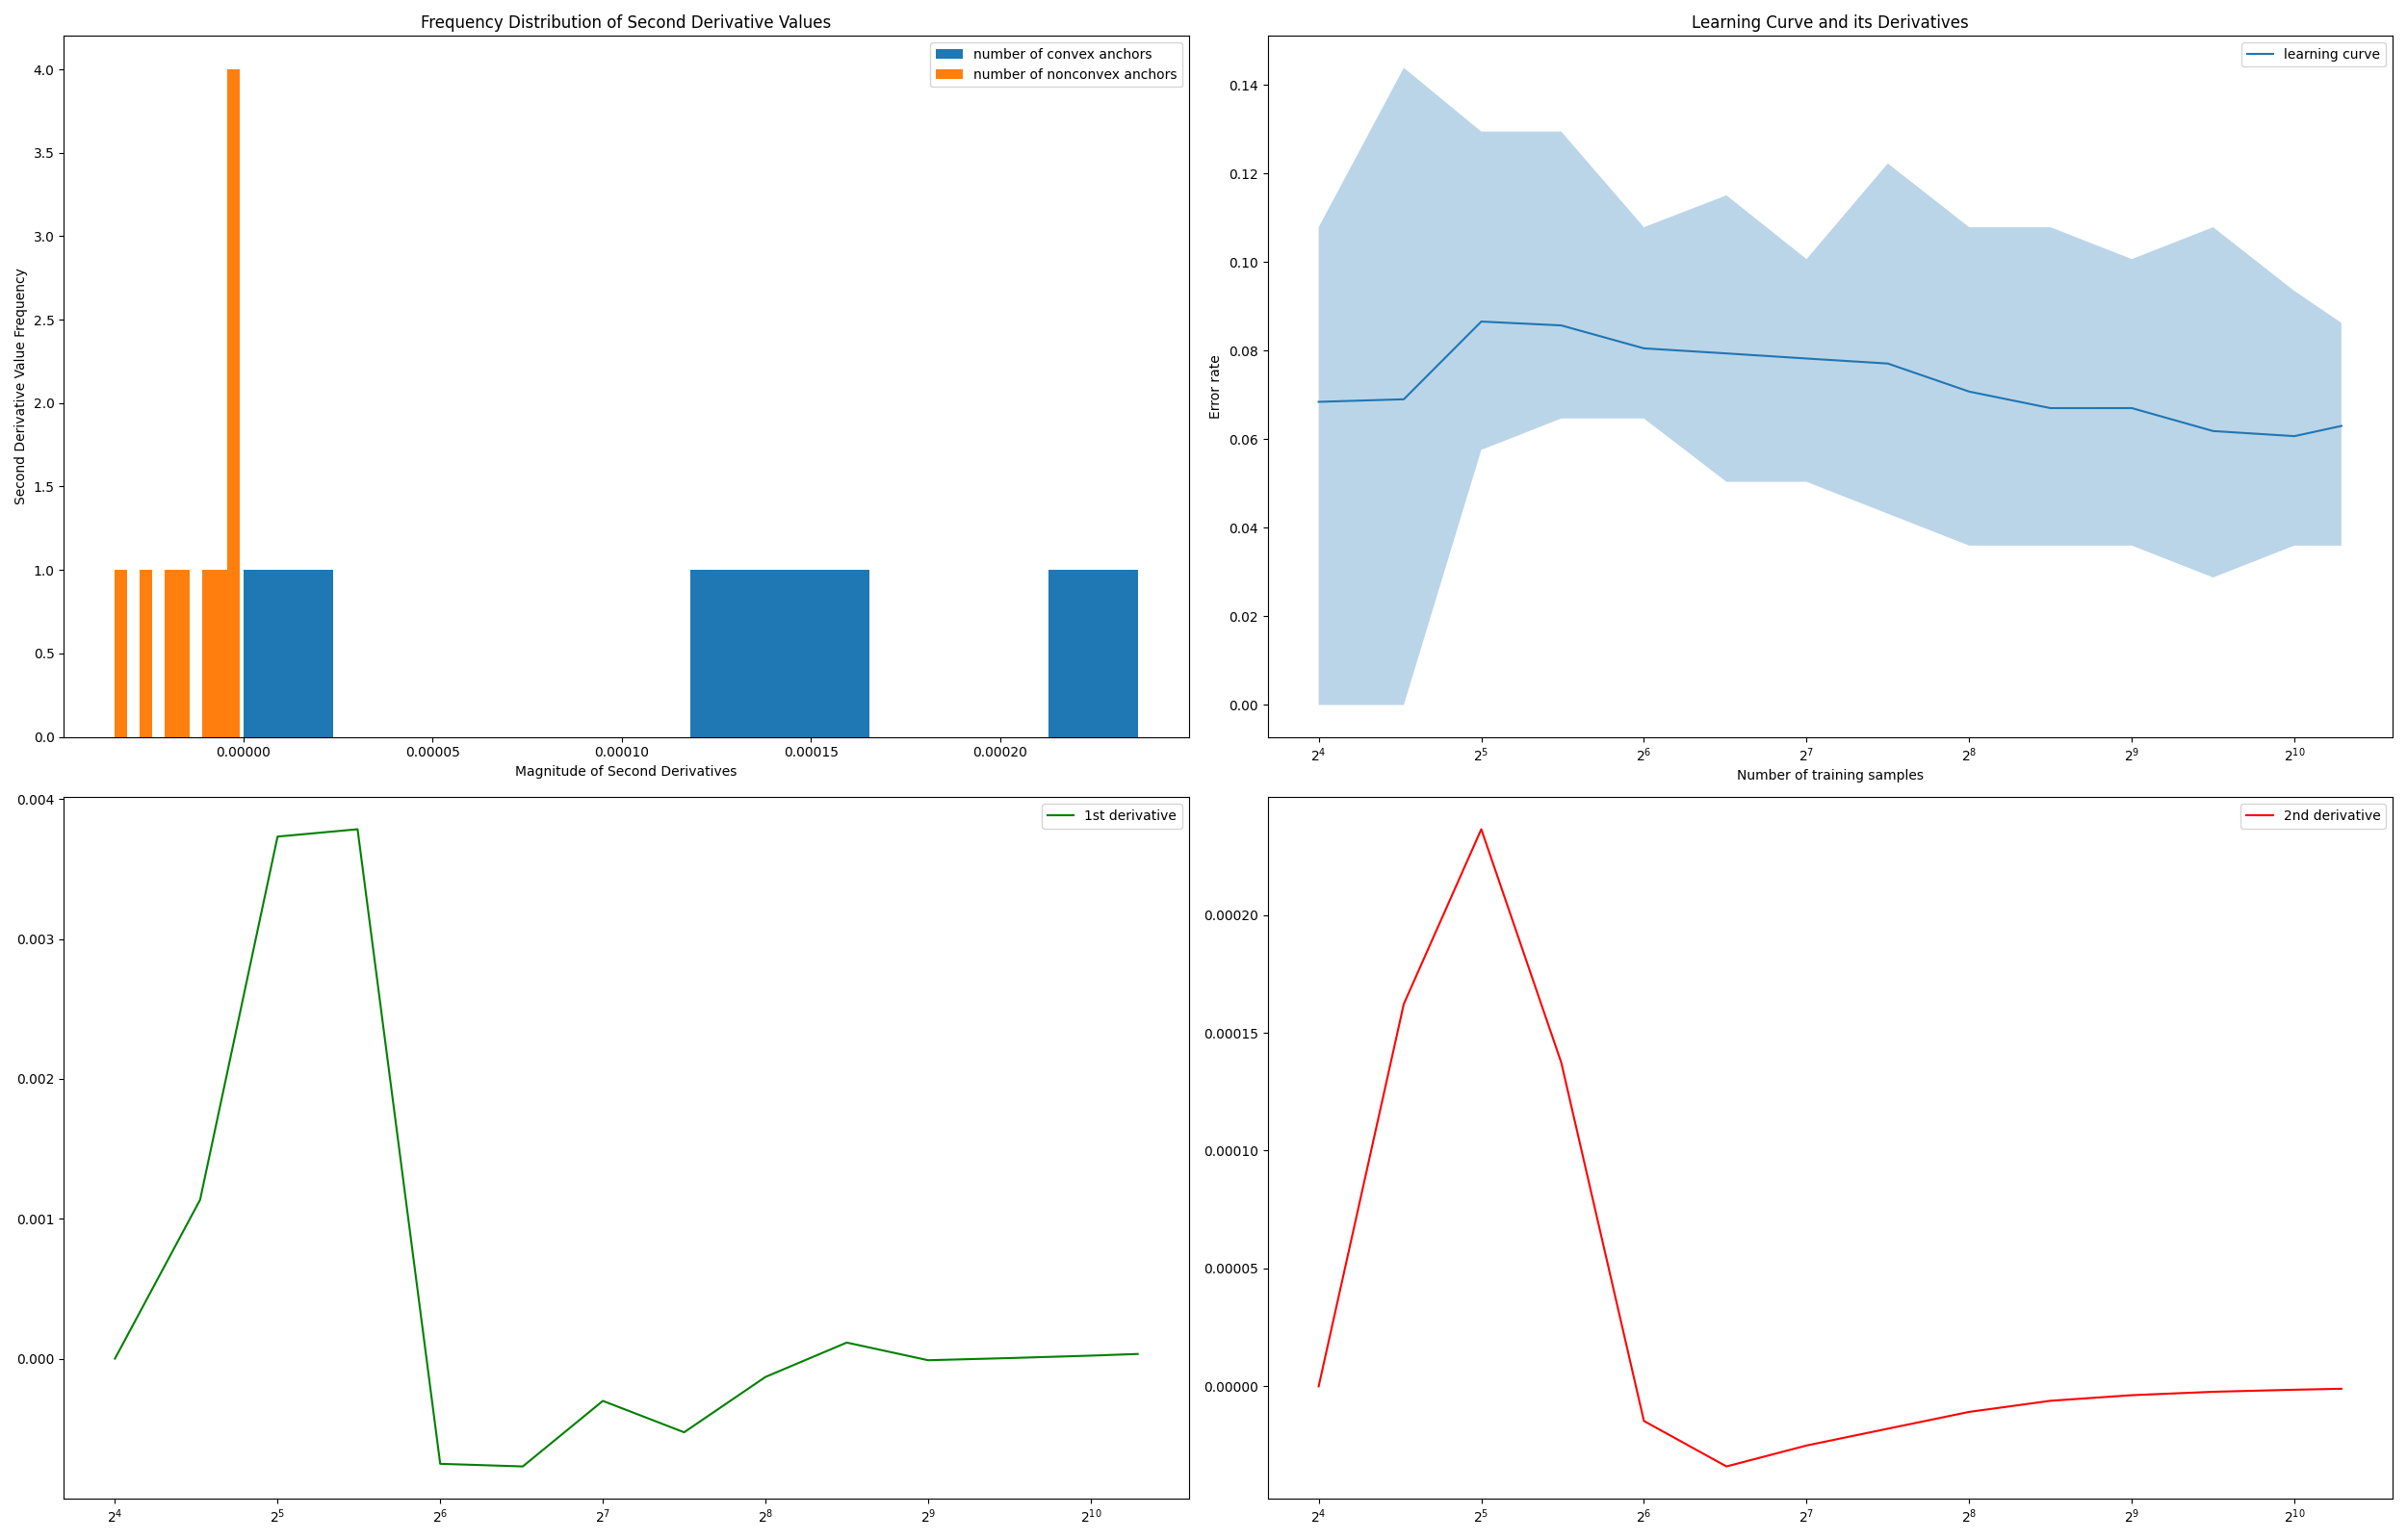 Frequency Distribution of Second Derivative Values
number of convex anchors
number of nonconvex anchors
Second Derivative Value Frequency
4.0
3.5
3.0
2.5
2.0
1.5
1.0
0.5
0.0
0.00000 0.00005 0.00010 0.00015 0.00020
Magnitude of Second Derivatives
Learning Curve and its Derivatives
learning curve
Error rate
0.14
0.12
0.10
0.08
0.06
0.04
0.02
0.00
2⁴ 2⁵ 2⁶ 2⁷ 2⁸ 2⁹ 2¹⁰
Number of training samples
1st derivative
0.004
0.003
0.002
0.001
0.000
2⁴ 2⁵ 2⁶ 2⁷ 2⁸ 2⁹ 2¹⁰
2nd derivative
0.00020
0.00015
0.00010
0.00005
0.00000
2⁴ 2⁵ 2⁶ 2⁷ 2⁸ 2⁹ 2¹⁰